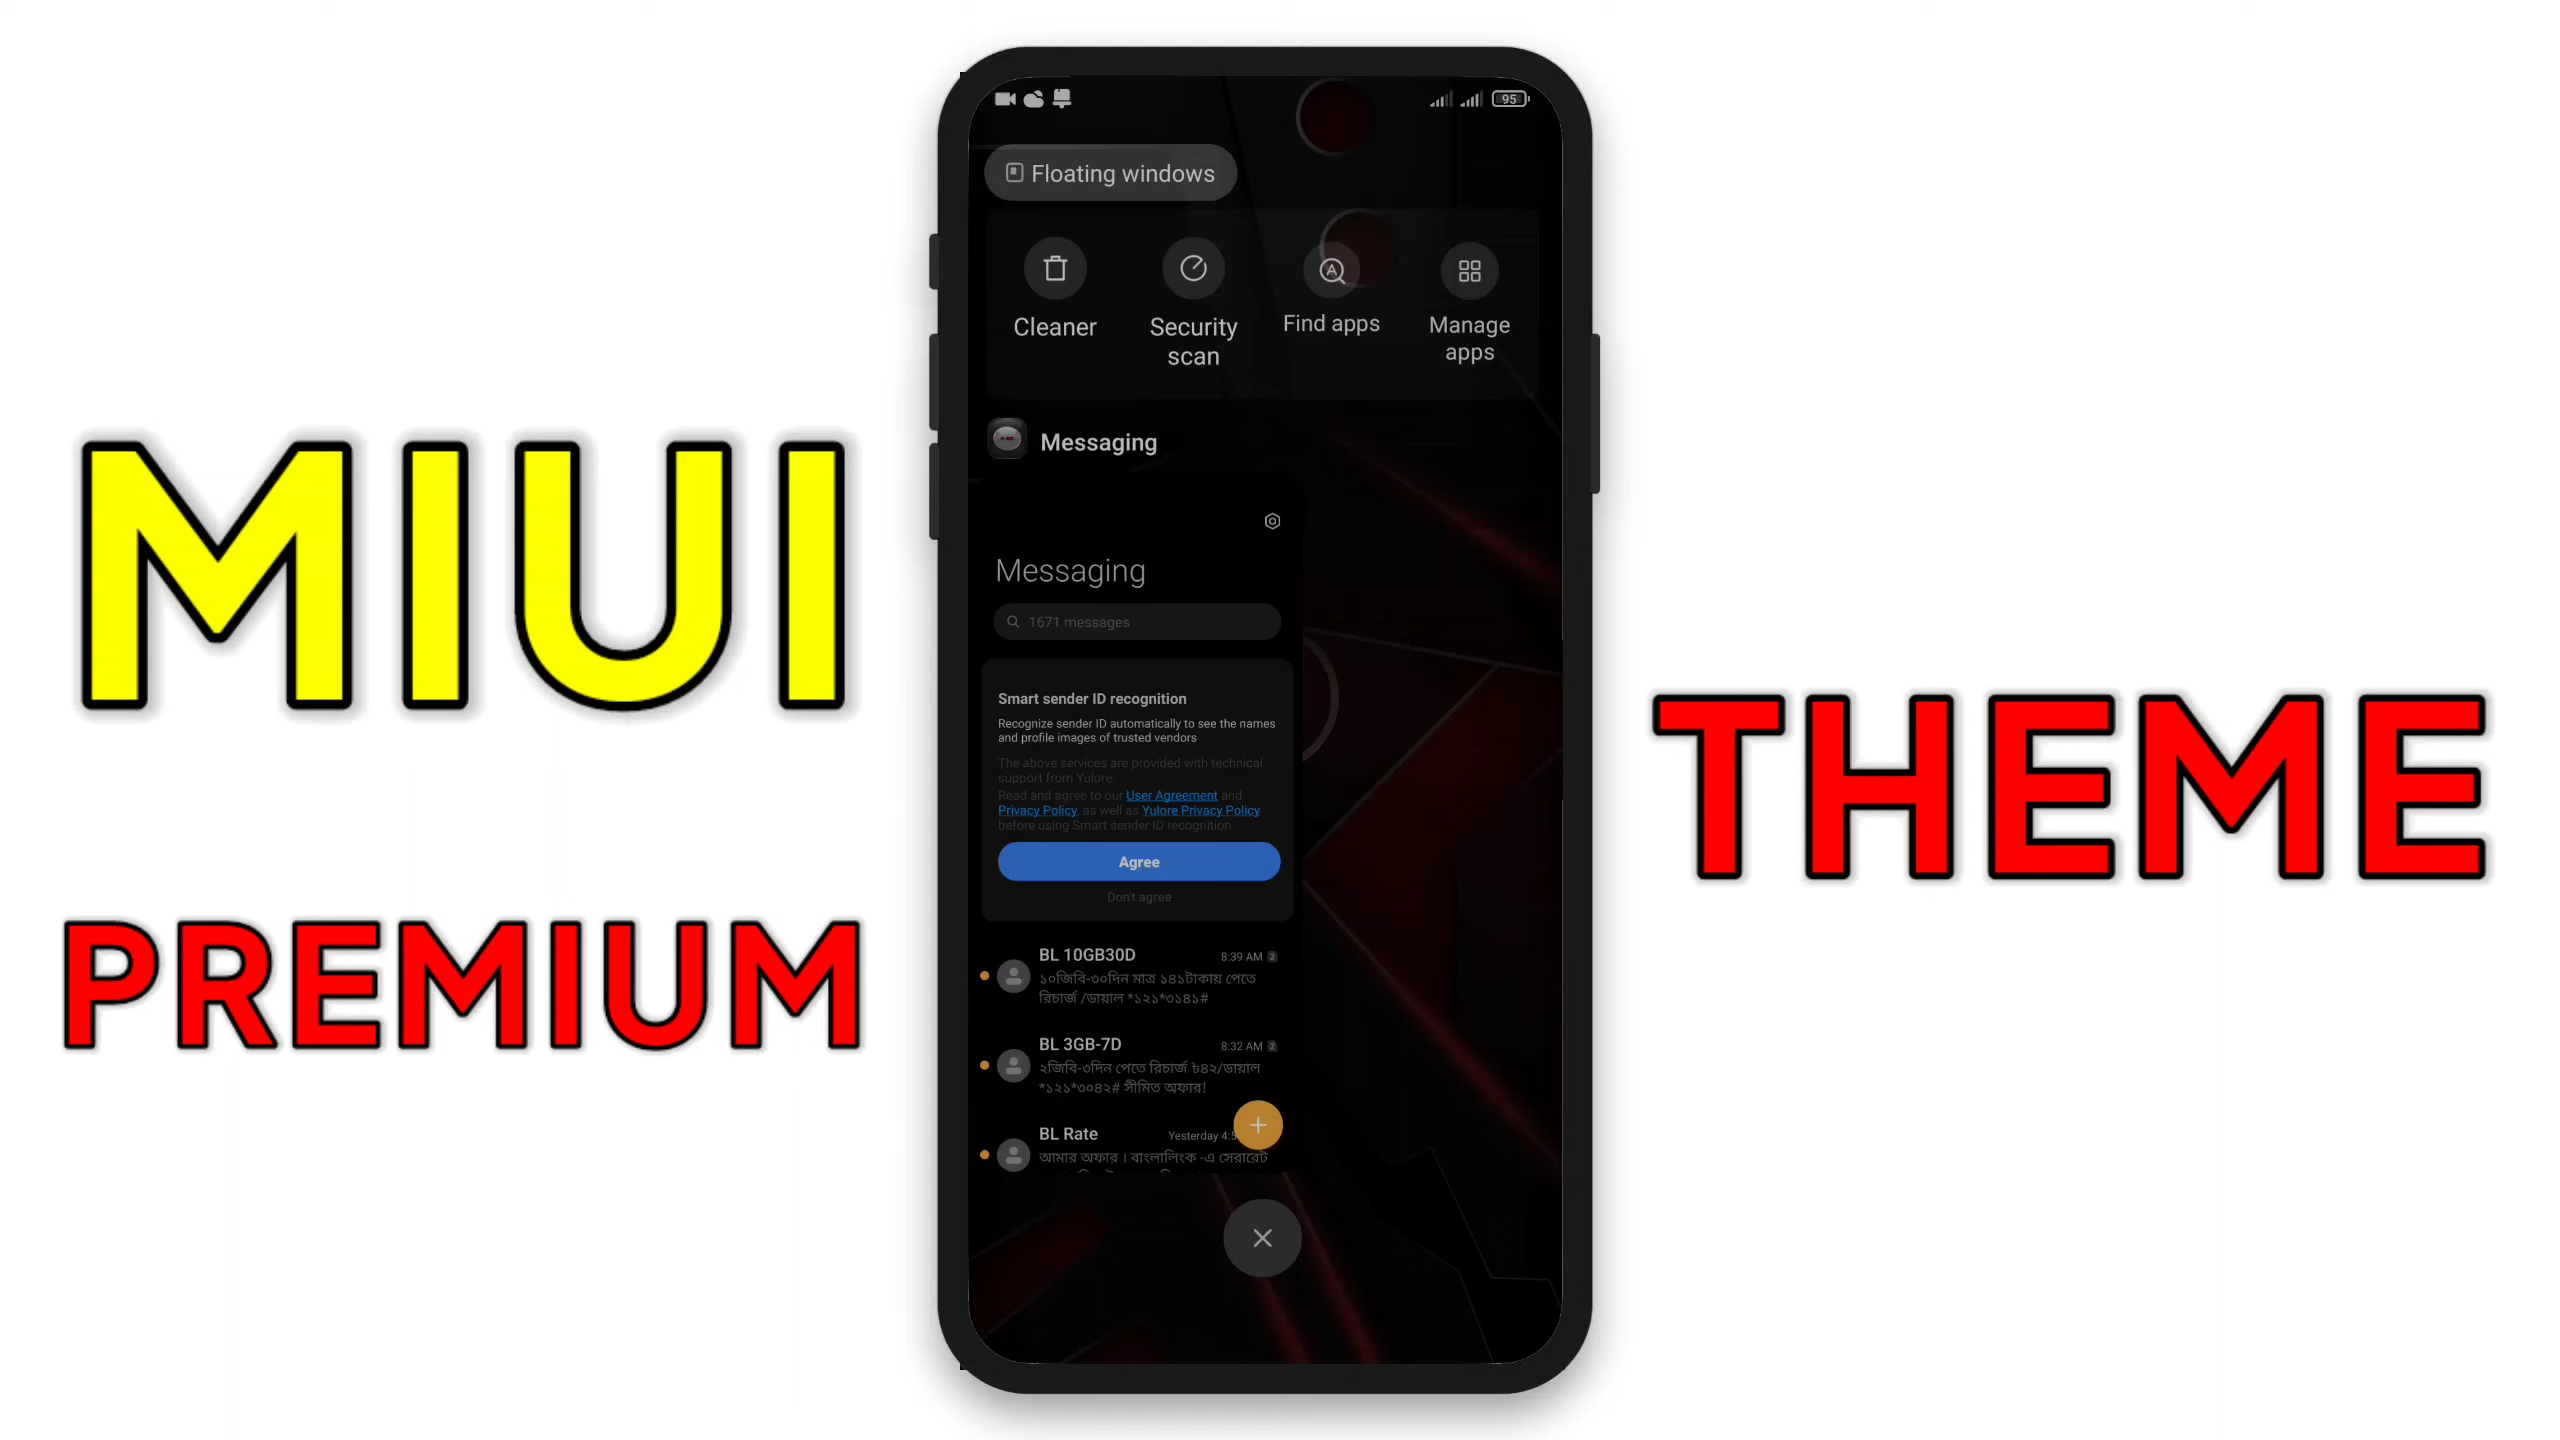 MIUI
PREMIUM
THEME
95
Floating windows
Cleaner
Security
scan
Find apps
Manage
apps
Messaging
Messaging
1671 messages
Smart sender ID recognition
Recognize sender ID automatically to see the names
and profile images of trusted vendors
The above services are provided with technical
support from Yulore.
Read and agree to our User Agreement and
Privacy Policy, as well as Yulore Privacy Policy
before using Smart sender ID recognition.
Agree
Don't agree
BL 10GB30D 8:39 AM 2
১০জিবি-৩০দিন মাত্র ১৪১টাকায় পেতে
রিচার্জ /ডায়াল *১২১*৩১৪১#
BL 3GB-7D 8:32 AM 2
২জিবি-৩দিন পেতে রিচার্জ ৳৪২/ডায়াল
*১২১*৩০৪২# সীমিত অফার!
BL Rate Yesterday
আমার অফার। বাংলালিংক -এ সেরারেট